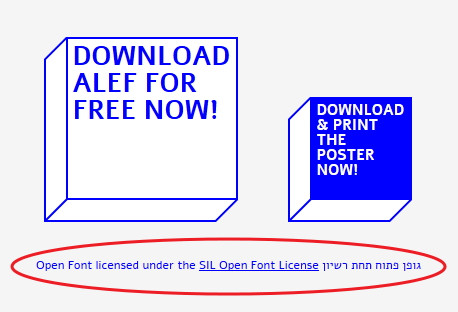 DOWNLOAD
ALEF FOR
FREE NOW!
DOWNLOAD
& PRINT
THE
POSTER
NOW!
Open Font licensed under the SIL Open Font License גופן פתוח תחת רשיון